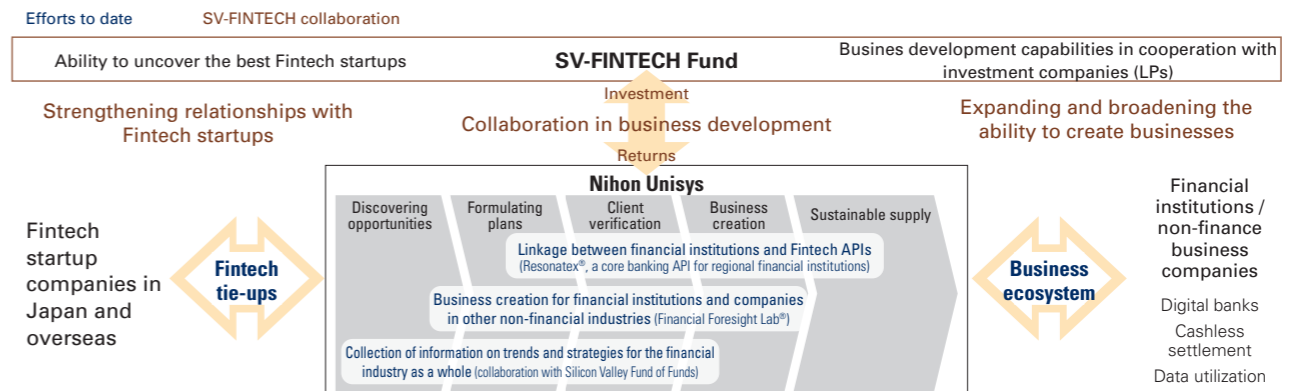 Efforts to date
SV-FINTECH collaboration
Ability to uncover the best Fintech startups
SV-FINTECH Fund
Busines development capabilities in cooperation with
investment companies (LPs)
Investment
Strengthening relationships with
Fintech startups
Collaboration in business development
Expanding and broadening the
ability to create businesses
Returns
Nihon Unisys
Discovering
opportunities
Formulating
plans
Client
verification
Business
creation
Sustainable supply
Linkage between financial institutions and Fintech APIs
(Resonatex®, a core banking API for regional financial institutions)
Business creation for financial institutions and companies
in other non-financial industries (Financial Foresight Lab®)
Collection of information on trends and strategies for the financial
industry as a whole (collaboration with Silicon Valley Fund of Funds)
Fintech
startup
companies in
Japan and
overseas
Fintech
tie-ups
Business
ecosystem
Financial
institutions /
non-finance
business
companies
Digital banks
Cashless
settlement
Data utilization